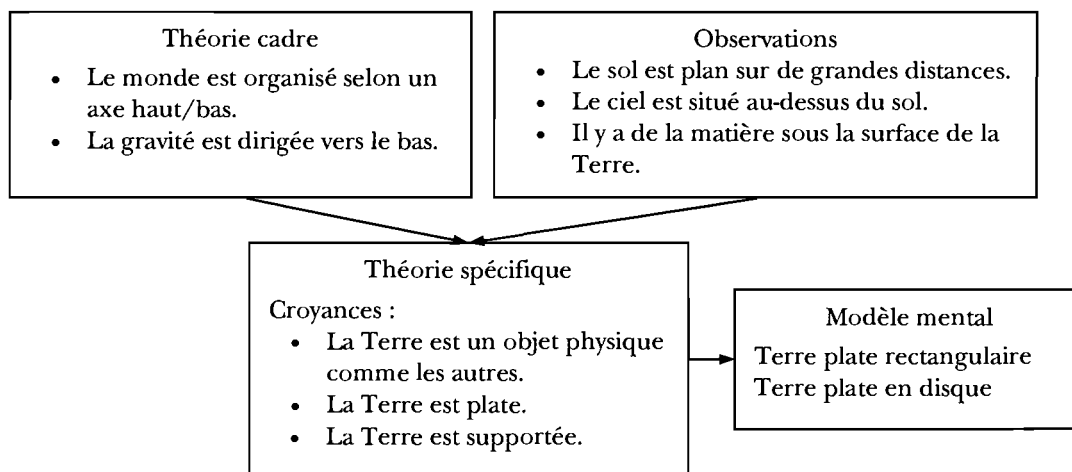 Théorie cadre
• Le monde est organisé selon un
axe haut/bas.
• La gravité est dirigée vers le bas.
Observations
• Le sol est plan sur de grandes distances.
• Le ciel est situé au-dessus du sol.
• Il y a de la matière sous la surface de la
Terre.
Théorie spécifique
Croyances :
• La Terre est un objet physique
comme les autres.
• La Terre est plate.
• La Terre est supportée.
Modèle mental
Terre plate rectangulaire
Terre plate en disque